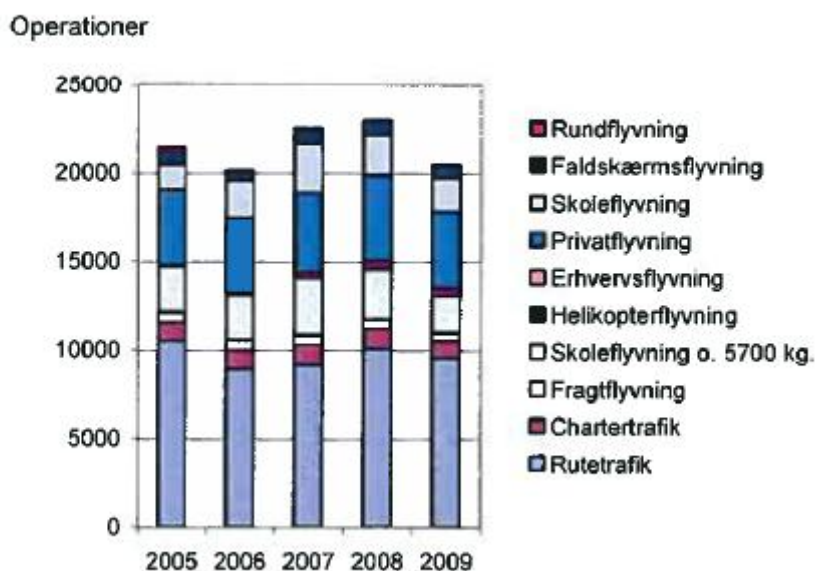 Operationer
25000
20000
15000
10000
5000
0
2005 2006 2007 2008 2009
Rundflyvning
Faldskærmsflyvning
Skoleflyvning
Privatflyvning
Erhvervsflyvning
Helikopterflyvning
Skoleflyvning o. 5700 kg.
Fragtflyvning
Chartertrafik
Rutetrafik